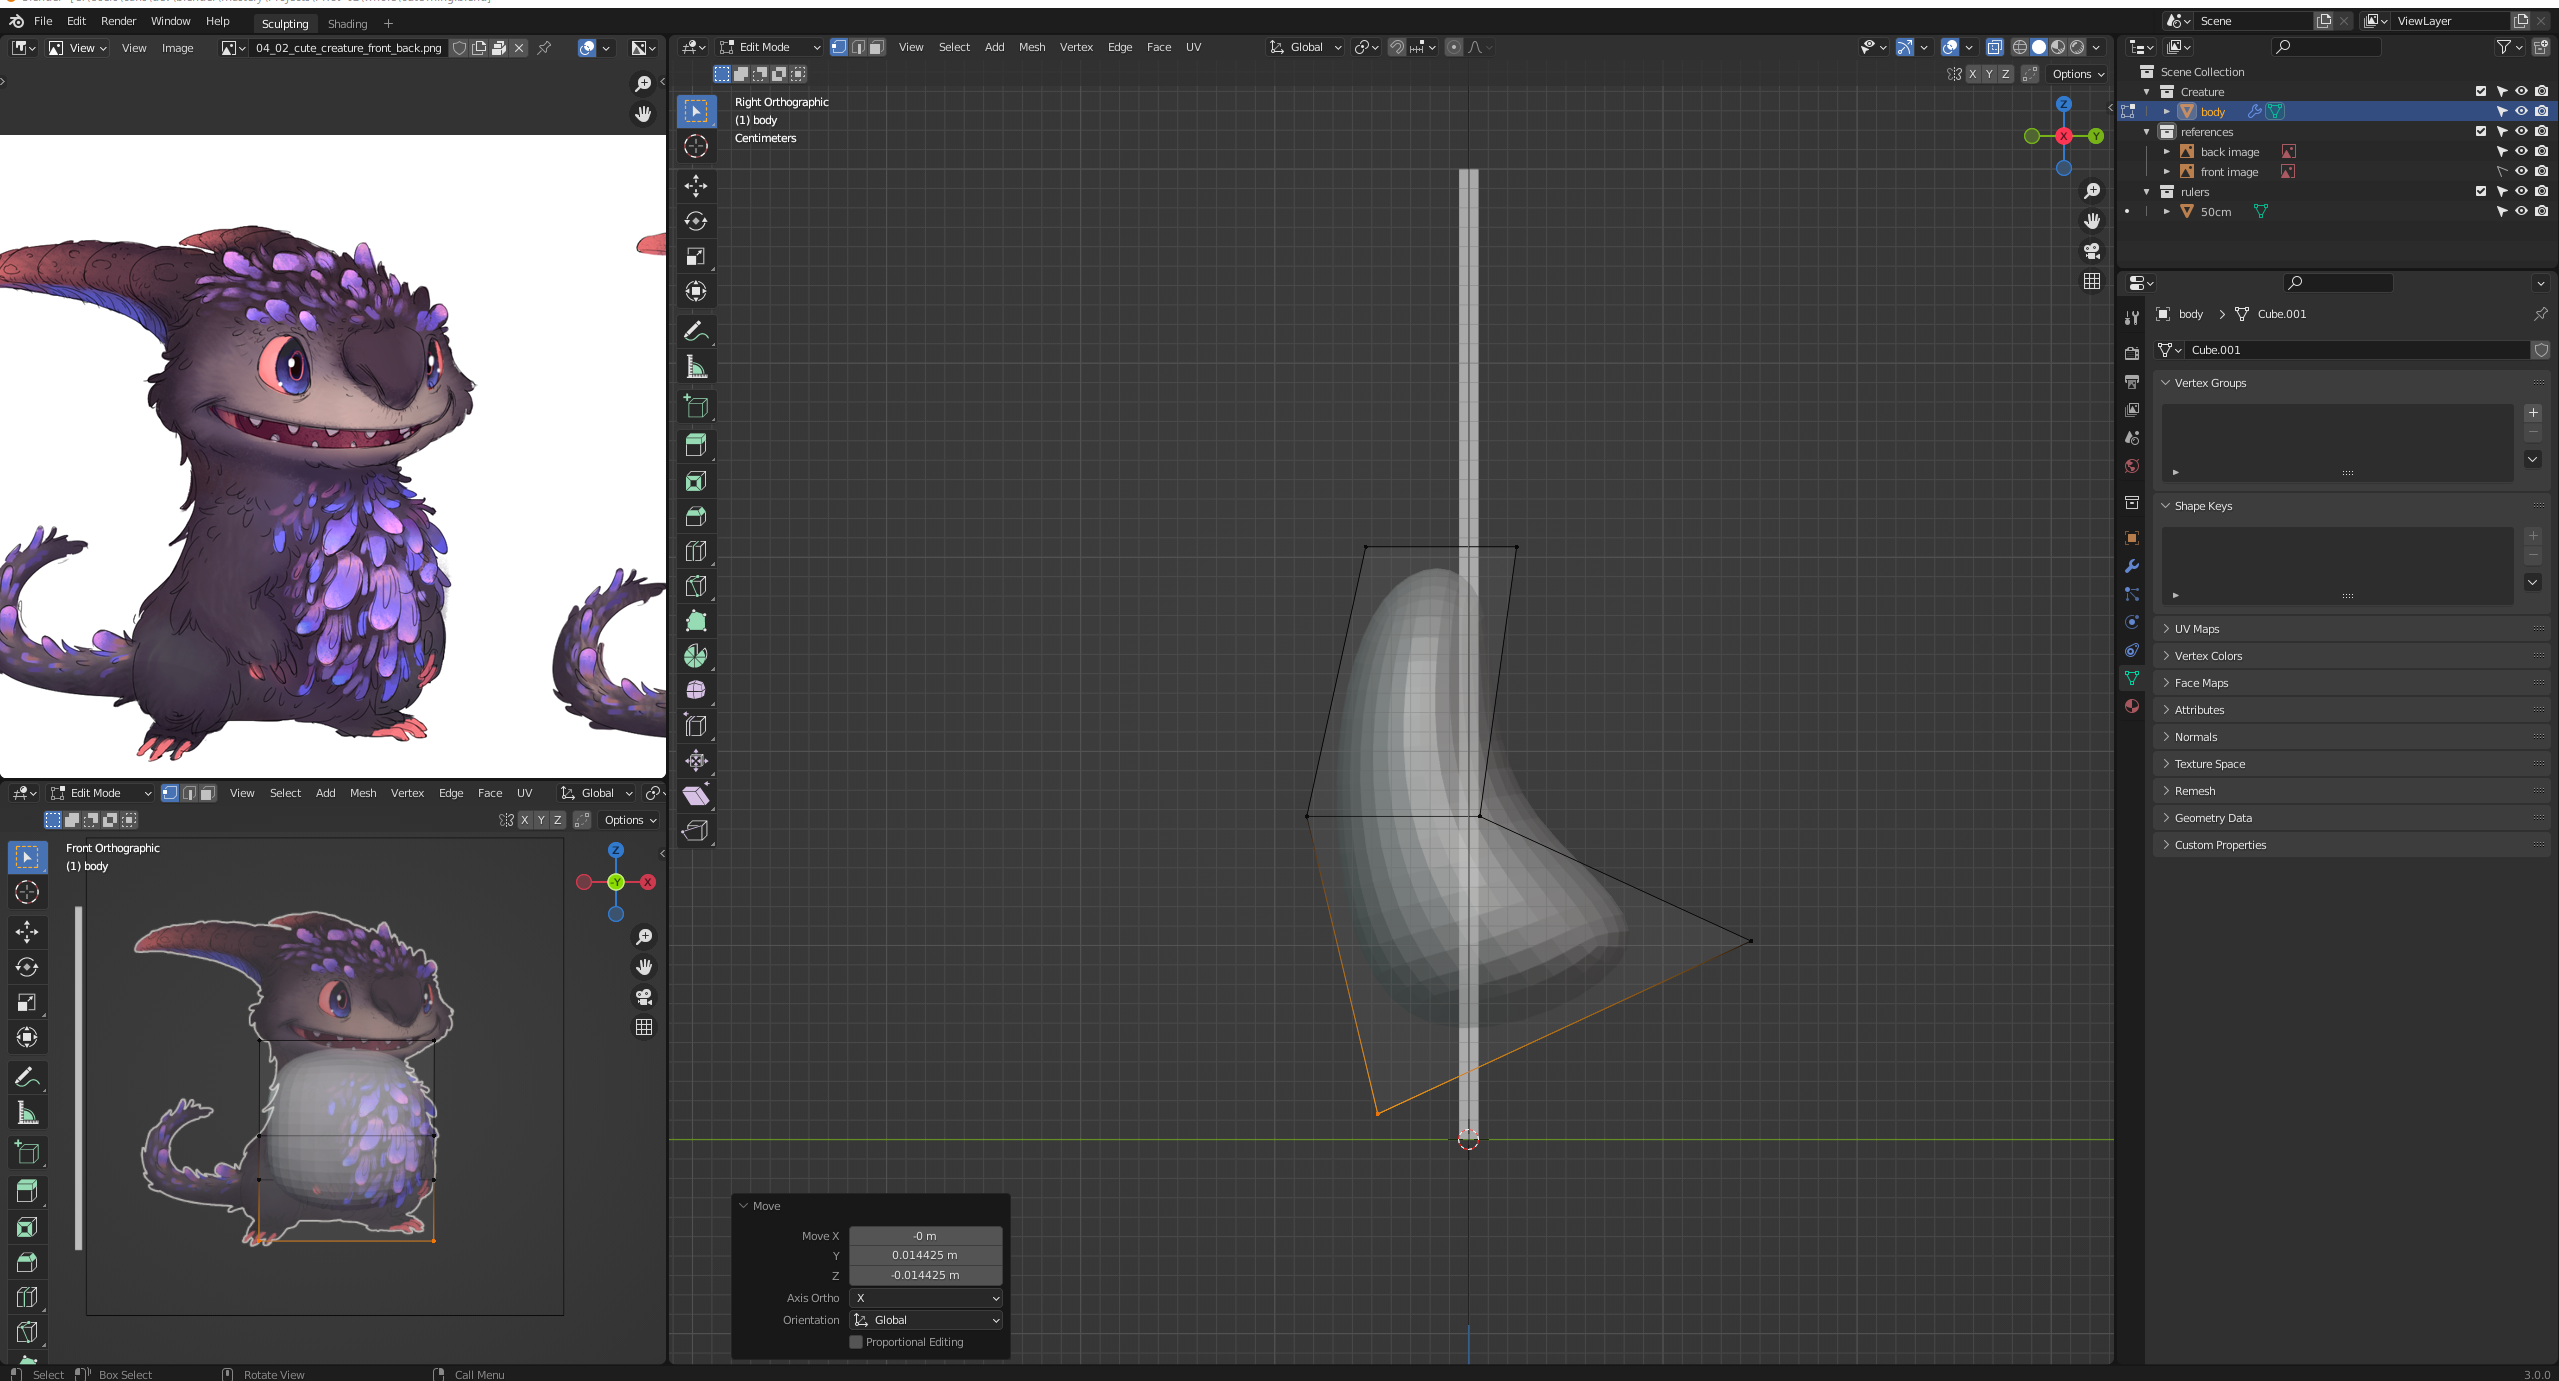 File Edit Render Window Help Sculpting Shading +
Scene ViewLayer
View View Image 04_02_cute_creature_front_back.png
Edit Mode View Select Add Mesh Vertex Edge Face UV Global
X Y Z Options
Right Orthographic
(1) body
Centimeters
Z
X
Y
Scene Collection
Creature
body
references
back image
front image
rulers
50cm
body > Cube.001
Cube.001
Vertex Groups
Shape Keys
UV Maps
Vertex Colors
Face Maps
Attributes
Normals
Texture Space
Remesh
Geometry Data
Custom Properties
Edit Mode View Select Add Mesh Vertex Edge Face UV Global
X Y Z Options
Front Orthographic
(1) body
Z
-Y
X
Move
Move X -0 m
Y 0.014425 m
Z -0.014425 m
Axis Ortho X
Orientation Global
Proportional Editing
Select Box Select Rotate View Call Menu
3.0.0